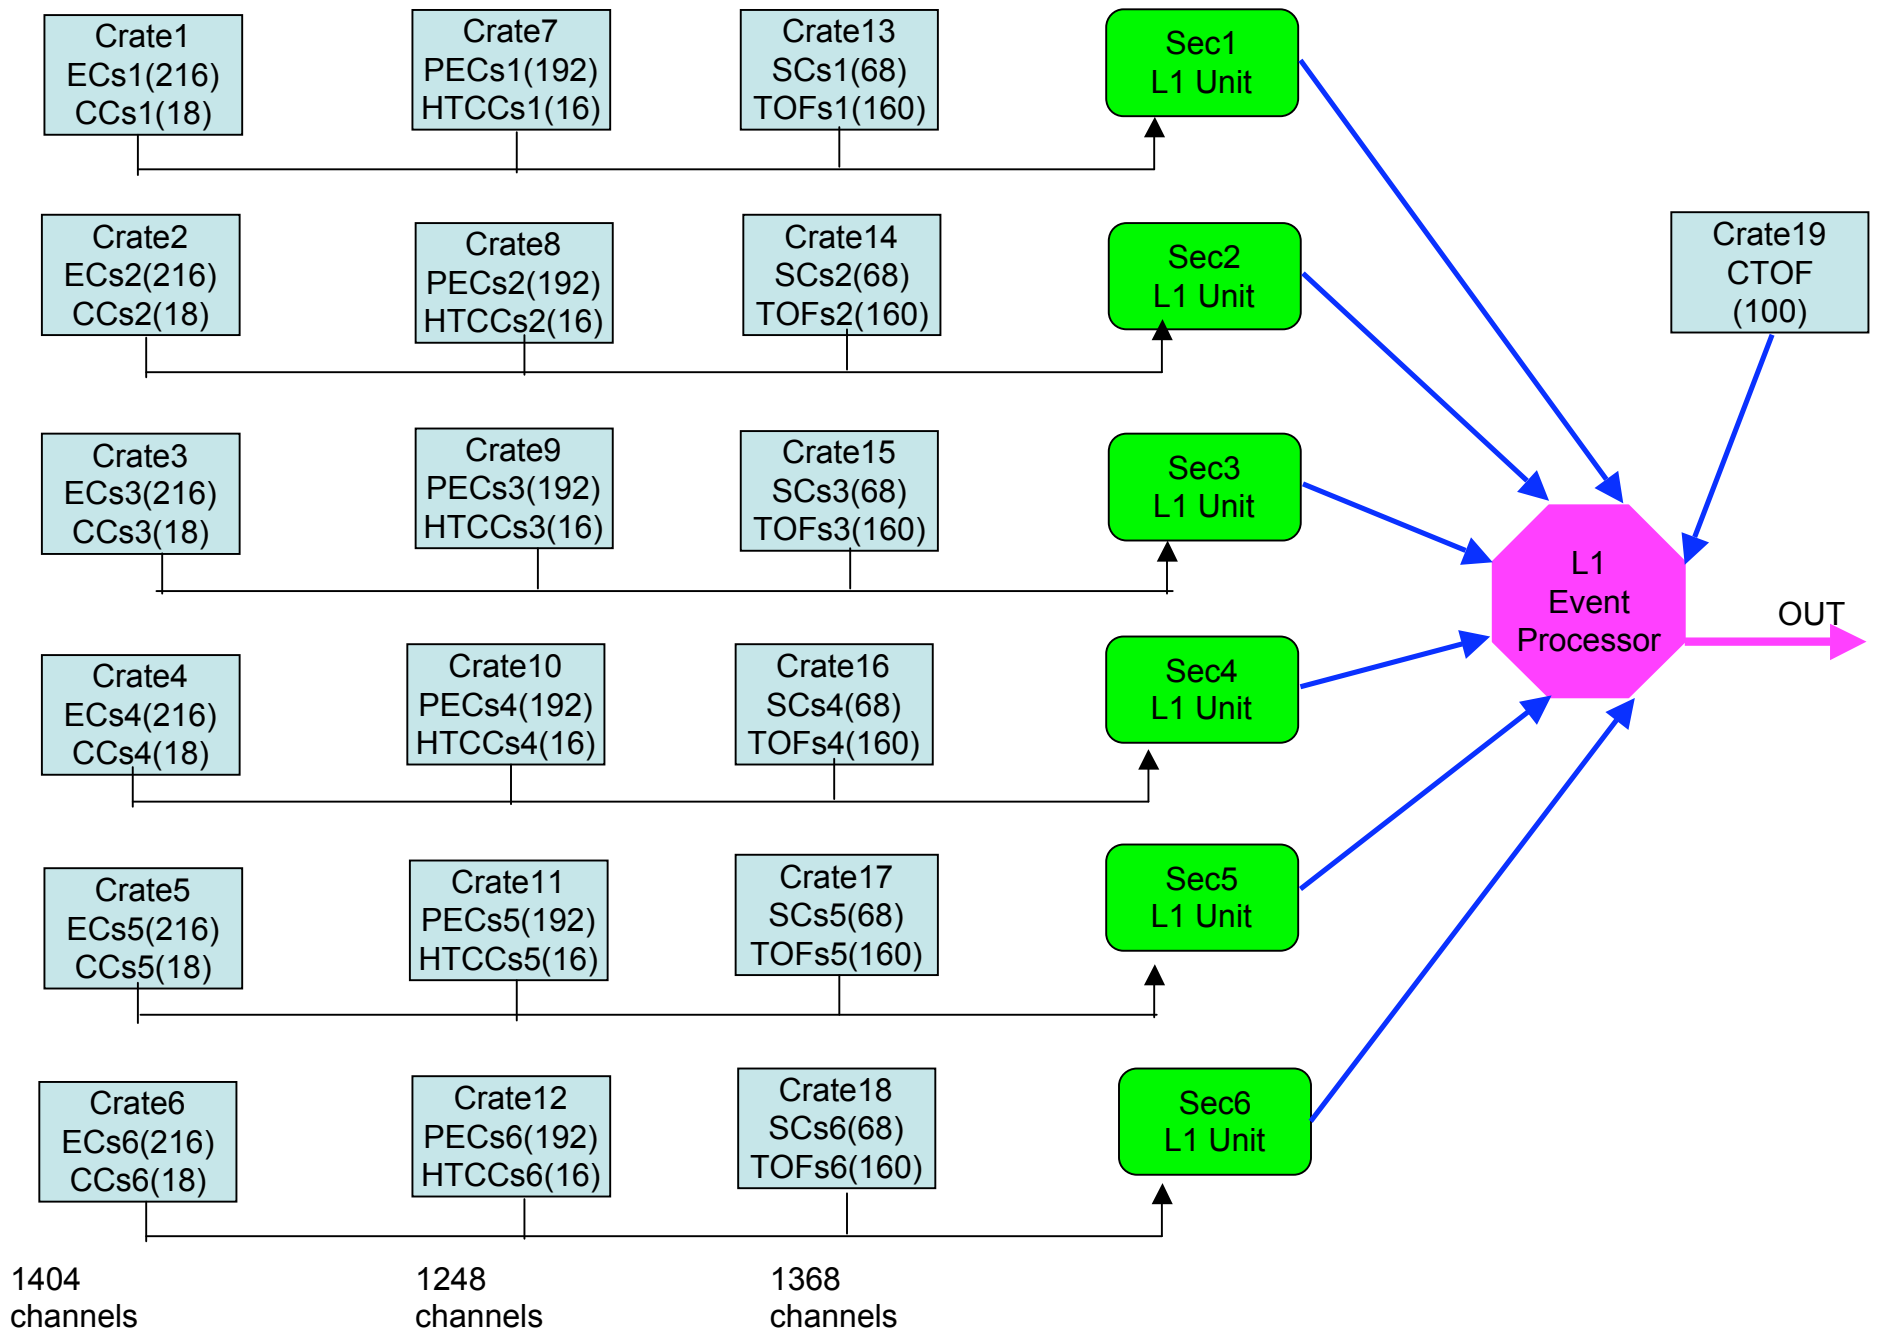 Crate1
ECs1(216)
CCs1(18)
Crate7
PECs1(192)
HTCCs1(16)
Crate13
SCs1(68)
TOFs1(160)
Sec1
L1 Unit
Crate2
ECs2(216)
CCs2(18)
Crate8
PECs2(192)
HTCCs2(16)
Crate14
SCs2(68)
TOFs2(160)
Sec2
L1 Unit
Crate19
CTOF
(100)
Crate3
ECs3(216)
CCs3(18)
Crate9
PECs3(192)
HTCCs3(16)
Crate15
SCs3(68)
TOFs3(160)
Sec3
L1 Unit
L1
Event
Processor
OUT
Crate4
ECs4(216)
CCs4(18)
Crate10
PECs4(192)
HTCCs4(16)
Crate16
SCs4(68)
TOFs4(160)
Sec4
L1 Unit
Crate5
ECs5(216)
CCs5(18)
Crate11
PECs5(192)
HTCCs5(16)
Crate17
SCs5(68)
TOFs5(160)
Sec5
L1 Unit
Crate6
ECs6(216)
CCs6(18)
Crate12
PECs6(192)
HTCCs6(16)
Crate18
SCs6(68)
TOFs6(160)
Sec6
L1 Unit
1404
channels
1248
channels
1368
channels